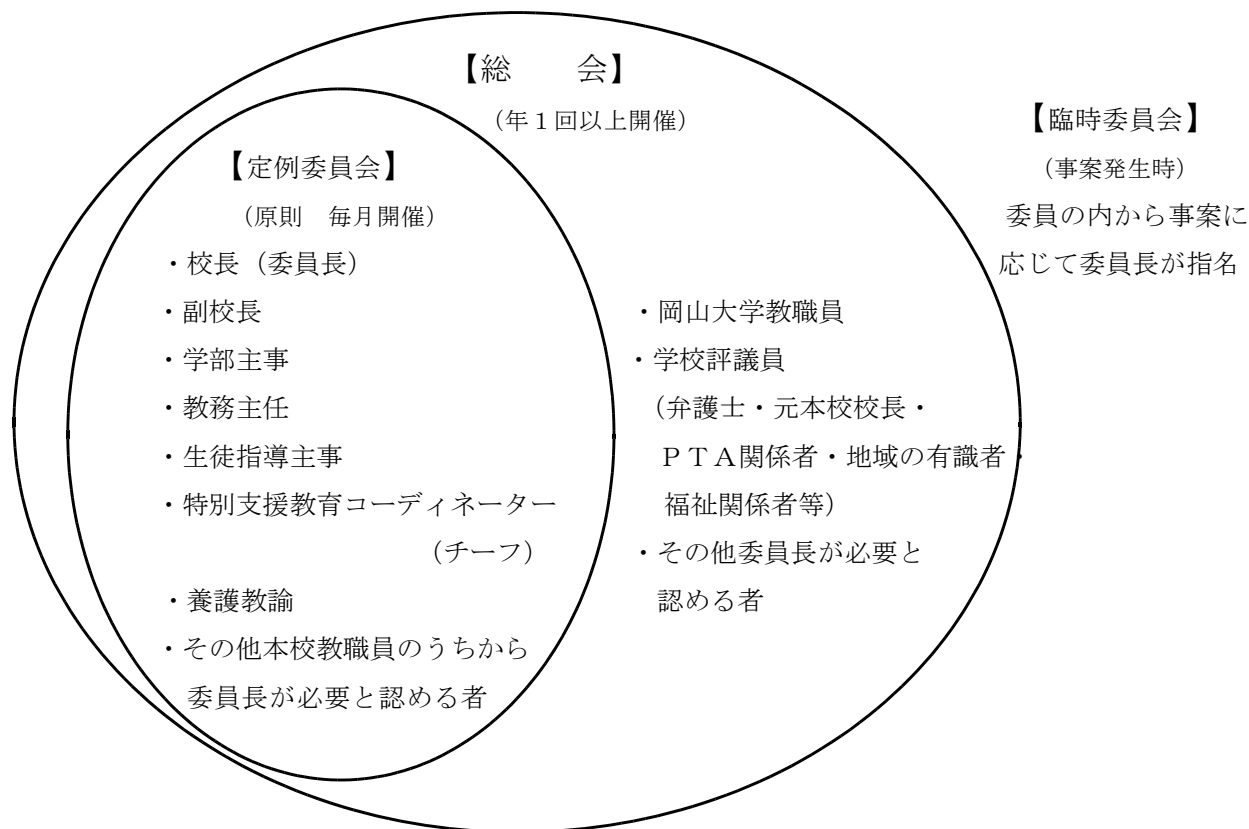 【総　　会】
（年１回以上開催）
【定例委員会】
（原則　毎月開催）
・校長（委員長）
・副校長
・学部主事
・教務主任
・生徒指導主事
・特別支援教育コーディネーター
（チーフ）
・養護教諭
・その他本校教職員のうちから
委員長が必要と認める者
・岡山大学教職員
・学校評議員
（弁護士・元本校校長・
ＰＴＡ関係者・地域の有識者・
福祉関係者等）
・その他委員長が必要と
認める者
【臨時委員会】
（事案発生時）
委員の内から事案に
応じて委員長が指名